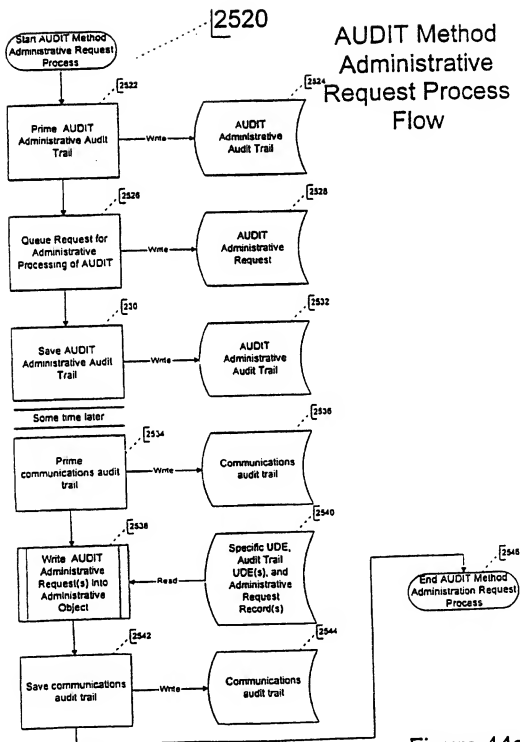 2520
AUDIT Method
Administrative
Request Process
Flow
Start AUDIT Method
Administrative Request
Process
2522
Prime AUDIT
Administrative Audit
Trail
Write
2524
AUDIT
Administrative
Audit Trail
2526
Queue Request for
Administrative
Processing of AUDIT
Write
2528
AUDIT
Administrative
Request
230
Save AUDIT
Administrative Audit
Trail
Write
2532
AUDIT
Administrative
Audit Trail
Some time later
2534
Prime
communications audit
trail
Write
2536
Communications
audit trail
2538
Write AUDIT
Administrative
Request(s) into
Administrative
Object
Read
2540
Specific UDE,
Audit Trail
UDE(s), and
Administrative
Request
Record(s)
2542
Save communications
audit trail
Write
2544
Communications
audit trail
2546
End AUDIT Method
Administration Request
Process